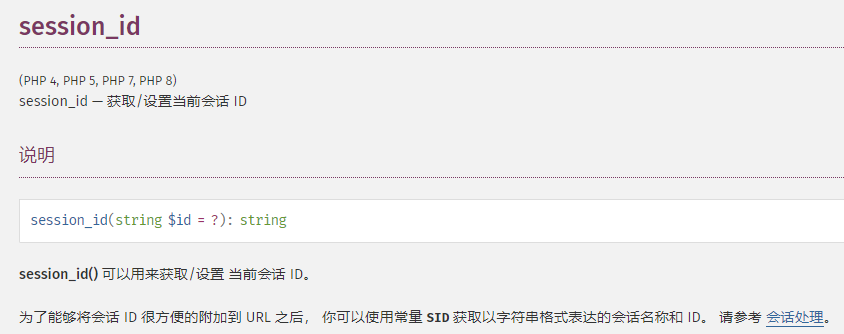 session_id
(PHP 4, PHP 5, PHP 7, PHP 8)
session_id — 获取/设置当前会话 ID
说明
session_id(string $id = ?): string
session_id() 可以用来获取/设置 当前会话 ID。
为了能够将会话 ID 很方便的附加到 URL 之后， 你可以使用常量 SID 获取以字符串格式表达的会话名称和 ID。 请参考 会话处理。